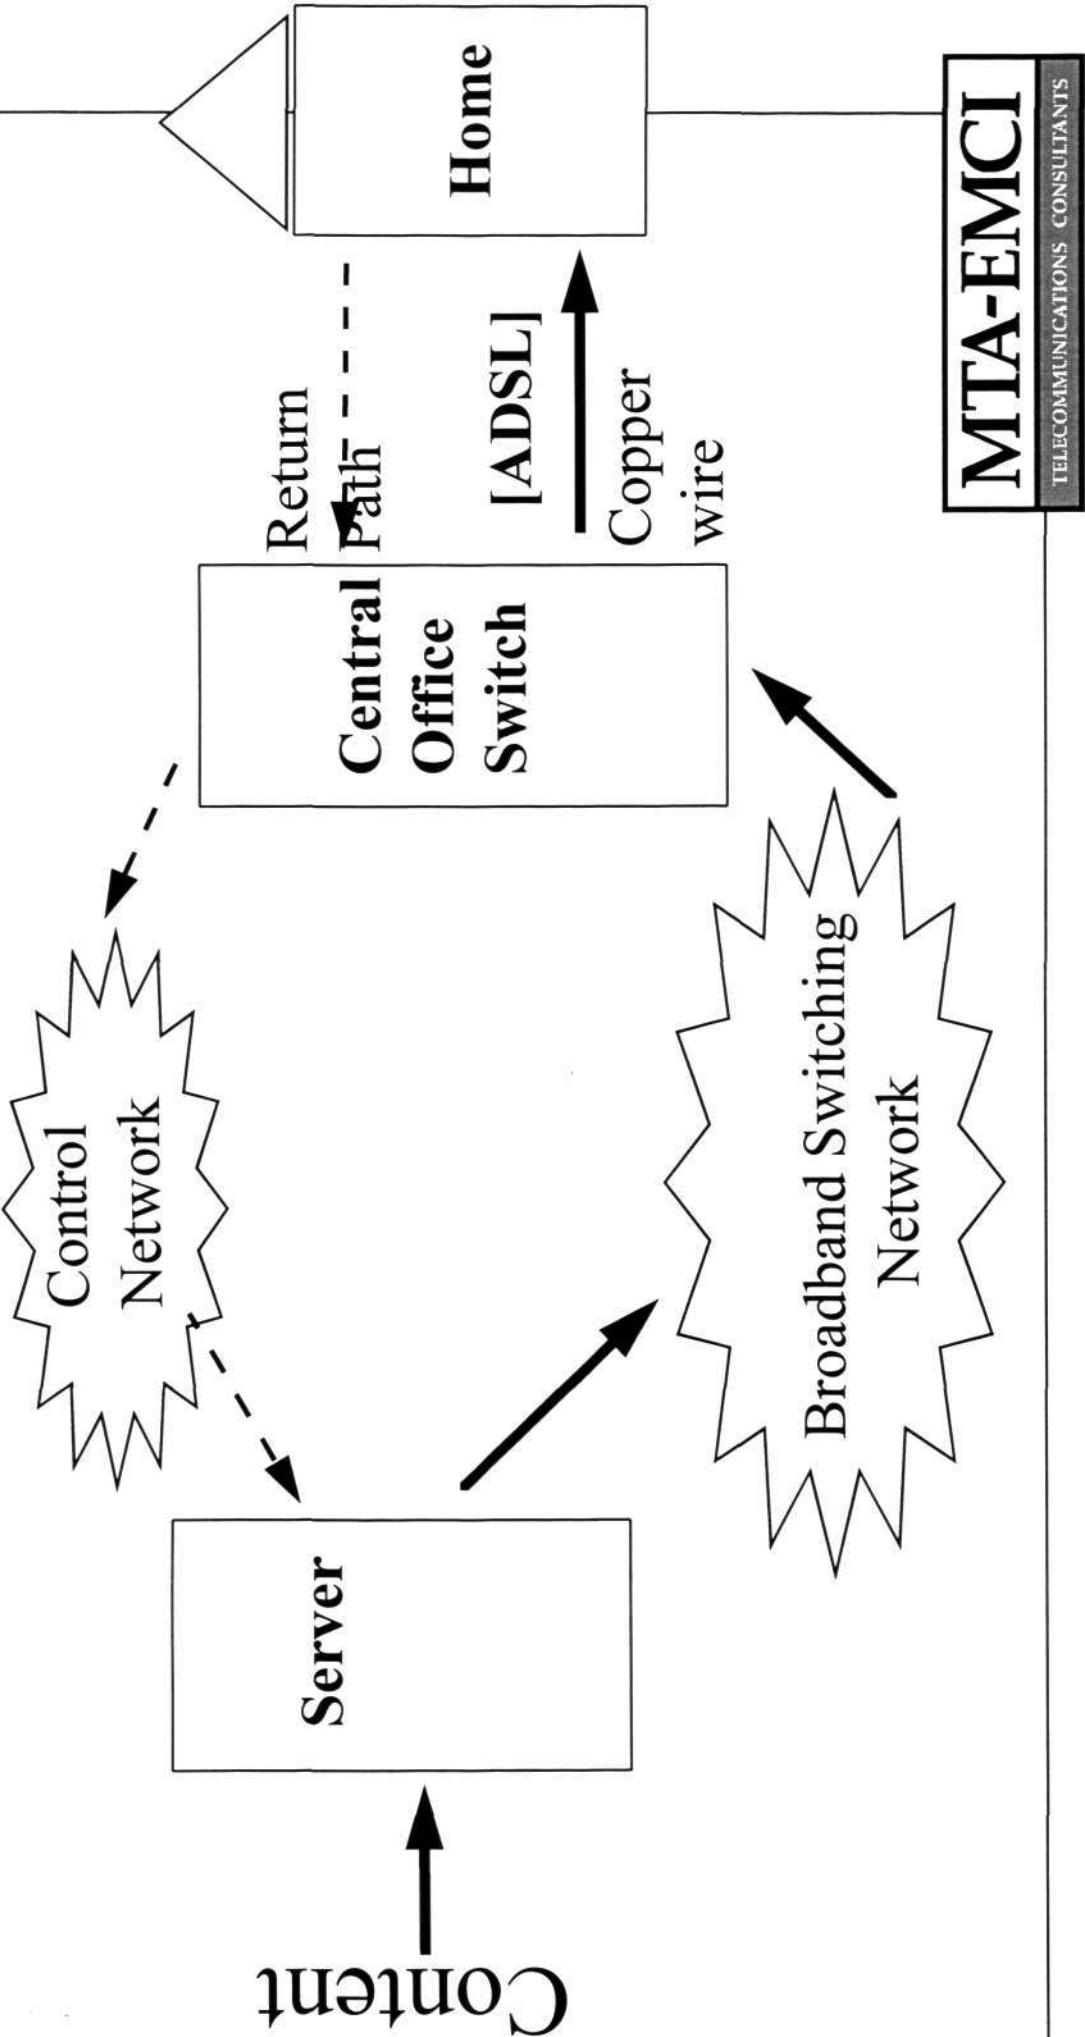 Content
Server
Control
Network
Broadband Switching
Network
Central
Office
Switch
Return
Path
[ADSL]
Copper
wire
Home
MTA-EMCI
TELECOMMUNICATIONS CONSULTANTS